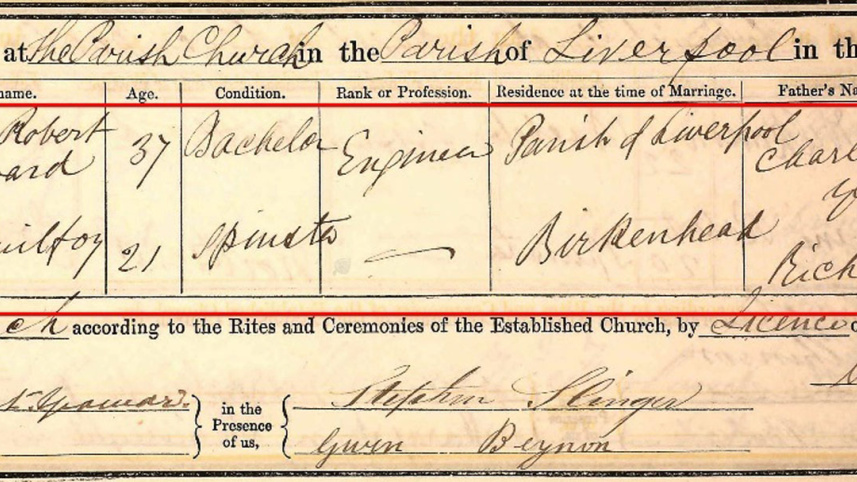 at the Parish Church in the Parish of Liverpool in th
name. Age. Condition. Rank or Profession. Residence at the time of Marriage. Father's Na
Robert 37 Bachelor Engineer Parish of Liverpool Charl
ard
21 Spinster — Birkenhead Rich
ch according to the Rites and Ceremonies of the Established Church, by Licence o
in the Presence of us, Stephen Slinger
Gwen Beynon